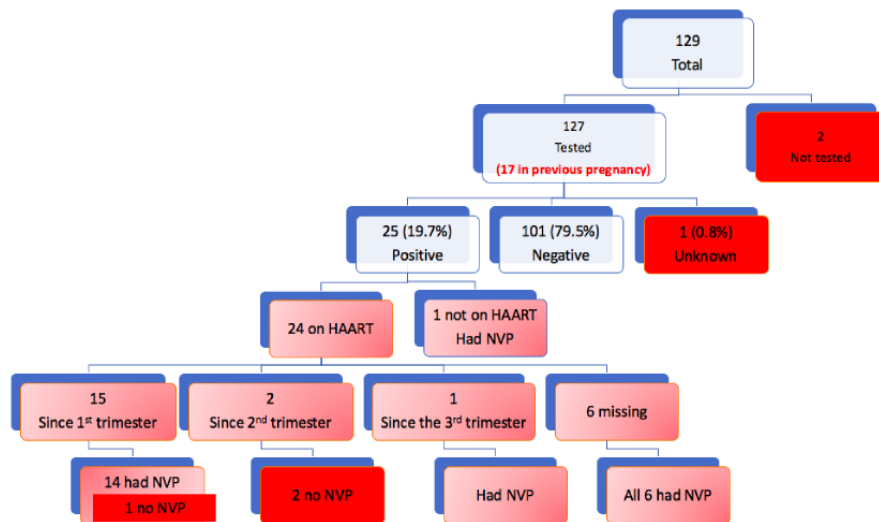 129
Total
127
Tested
(17 in previous pregnancy)
2
Not tested
25 (19.7%)
Positive
101 (79.5%)
Negative
1 (0.8%)
Unknown
24 on HAART
1 not on HAART
Had NVP
15
Since 1st trimester
2
Since 2nd trimester
1
Since the 3rd trimester
6 missing
14 had NVP
1 no NVP
2 no NVP
Had NVP
All 6 had NVP